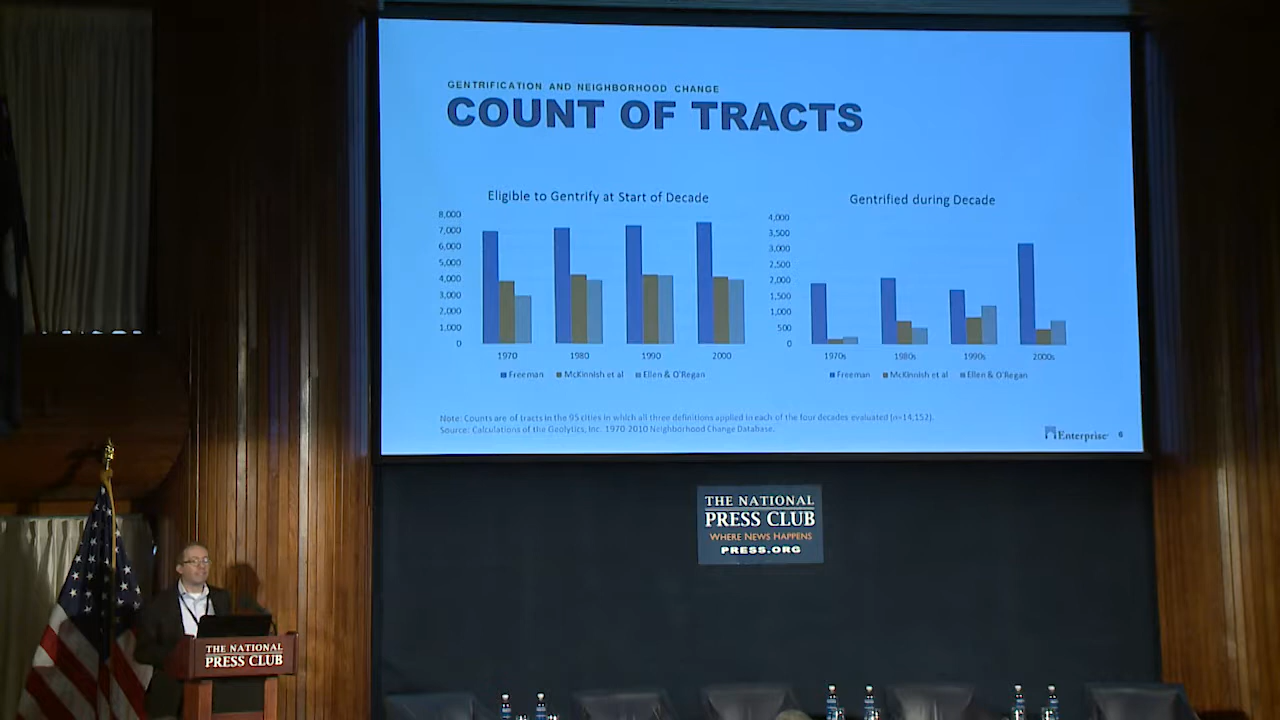 GENTRIFICATION AND NEIGHBORHOOD CHANGE
COUNT OF TRACTS
Eligible to Gentrify at Start of Decade
8,000
7,000
6,000
5,000
4,000
3,000
2,000
1,000
0
1970 1980 1990 2000
Freeman McKinnish et al Ellen & O'Regan
Gentrified during Decade
4,000
3,500
3,000
2,500
2,000
1,500
1,000
500
0
1970s 1980s 1990s 2000s
Freeman McKinnish et al Ellen & O'Regan
Note: Counts are of tracts in the 95 cities in which all three definitions applied in each of the four decades evaluated (n=14,152).
Source: Calculations of the Geolytics, Inc. 1970-2010 Neighborhood Change Database.
Enterprise 6
THE NATIONAL
PRESS CLUB
WHERE NEWS HAPPENS
PRESS.ORG
THE NATIONAL
PRESS CLUB